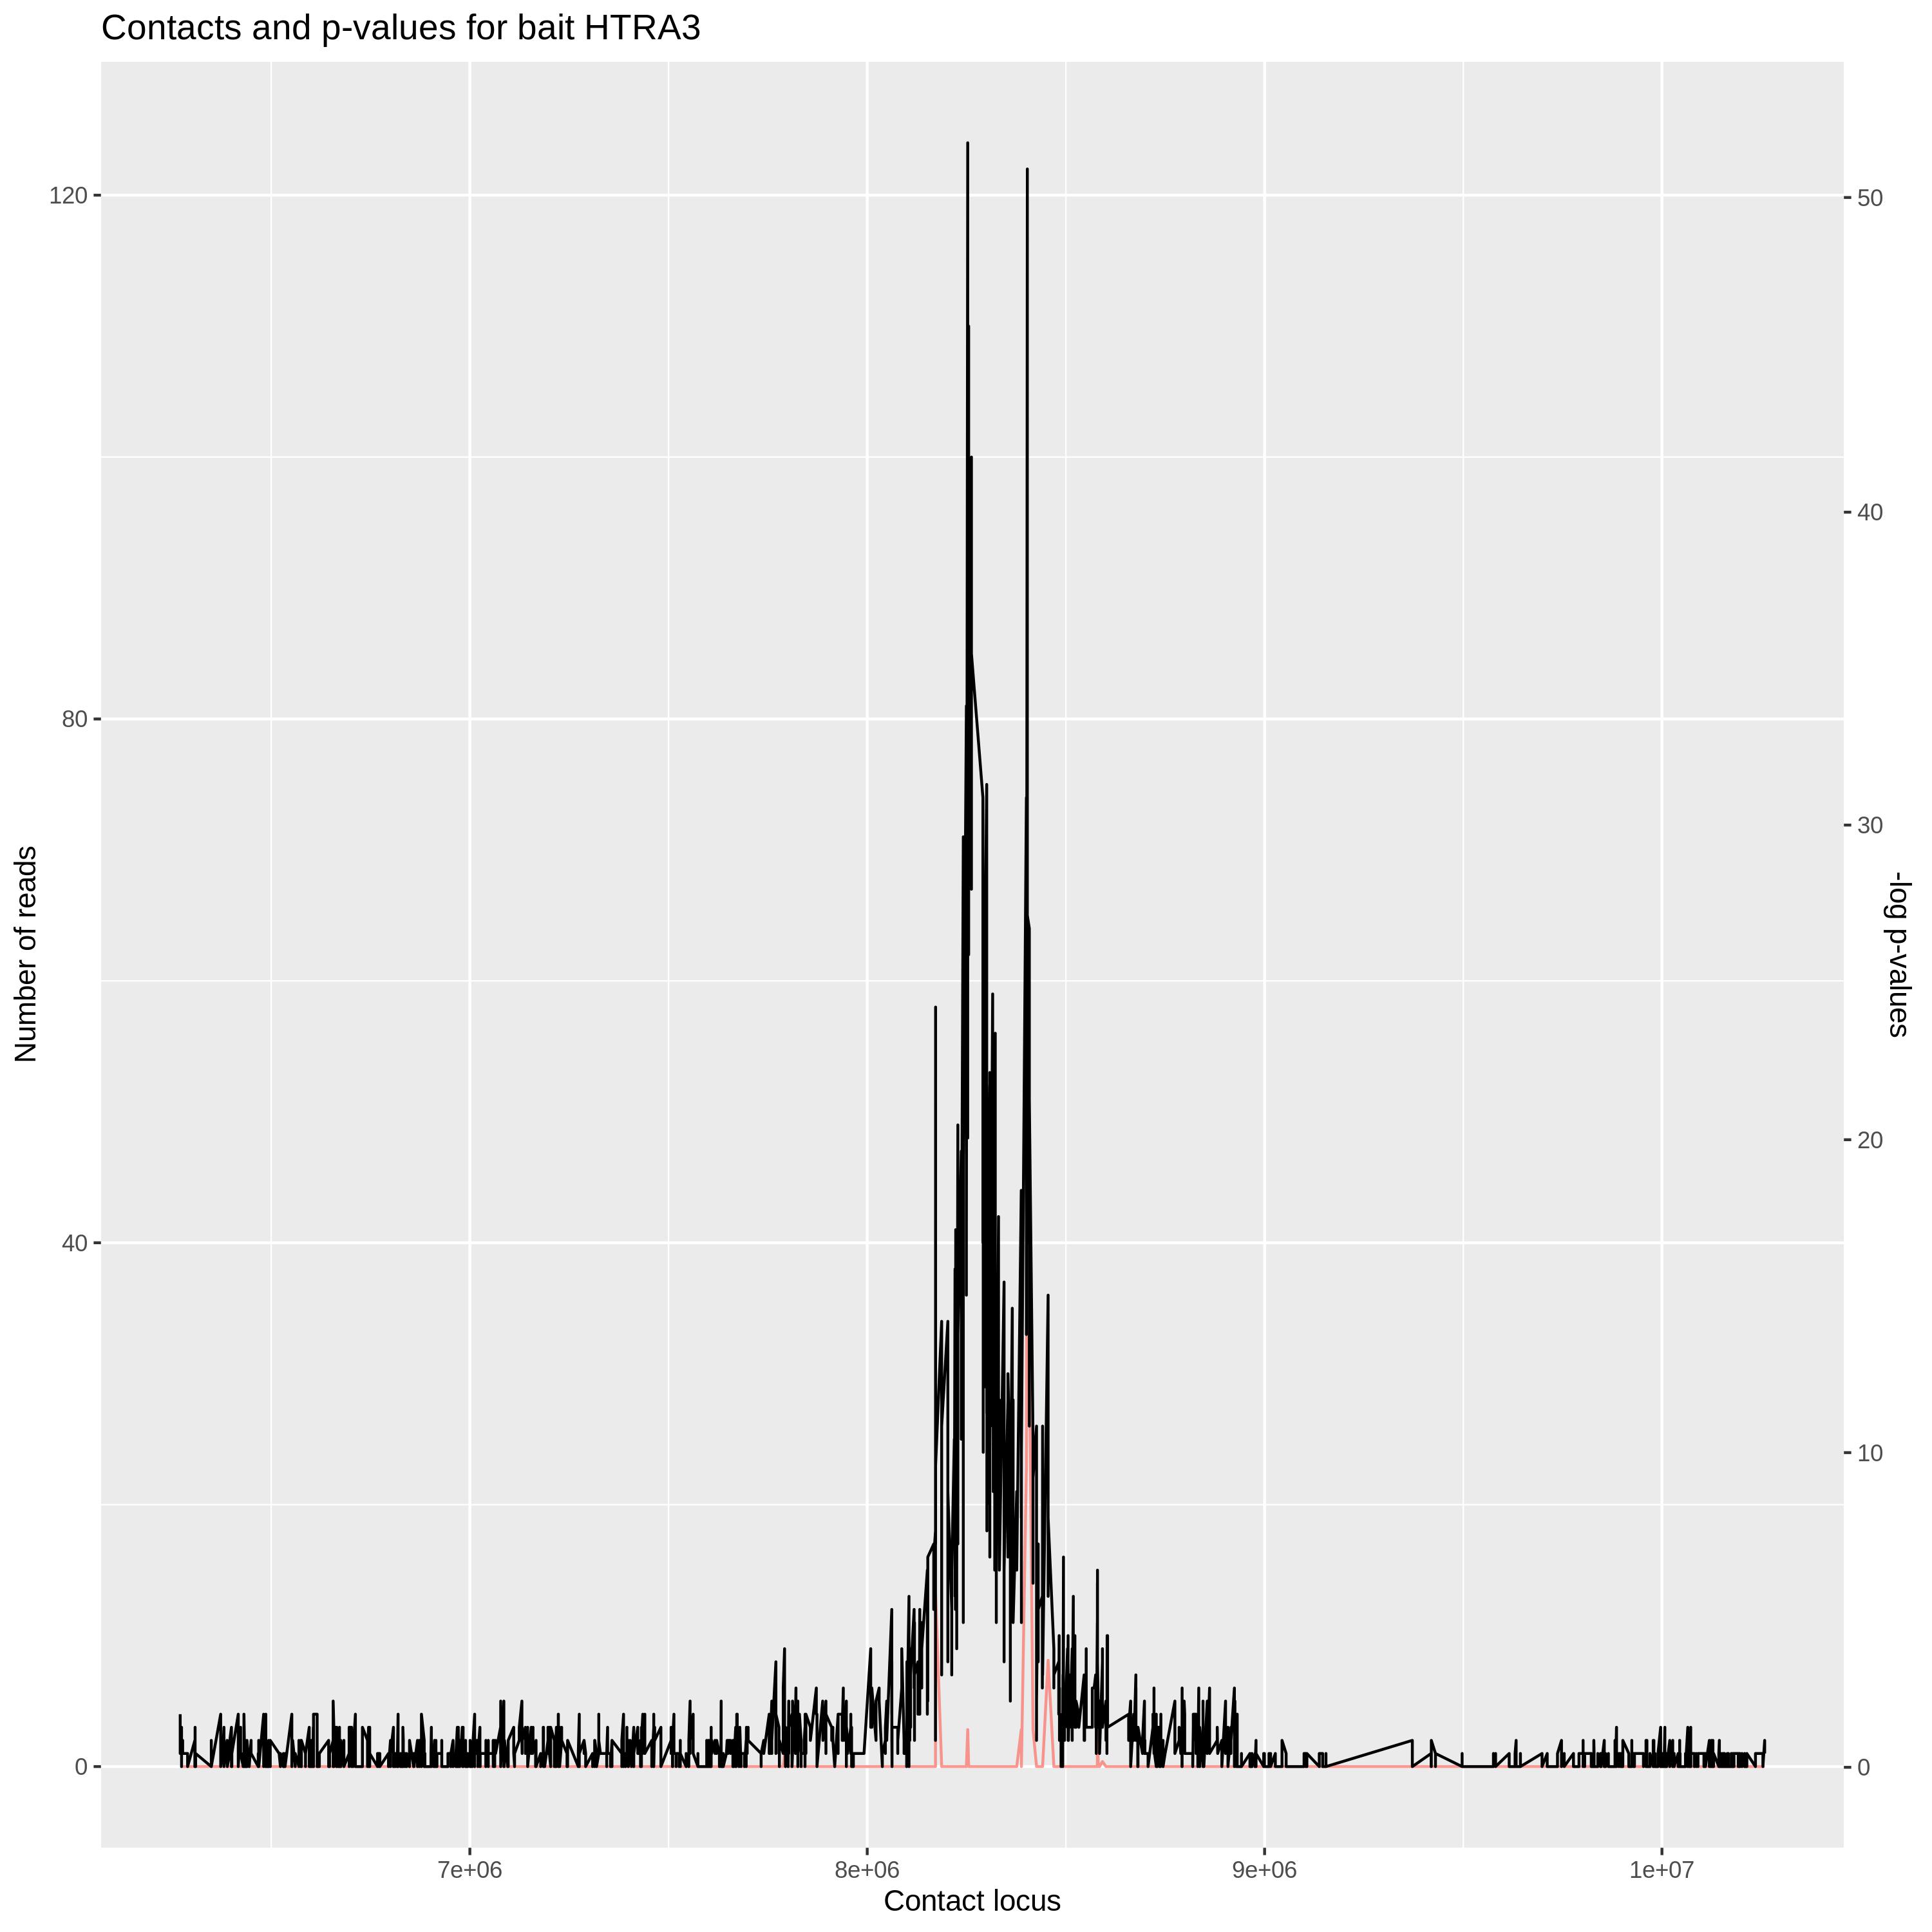 Contacts and p-values for bait HTRA3
120
80
40
0
Number of reads
50
40
30
20
10
0
-log p-values
7e+06
8e+06
9e+06
1e+07
Contact locus